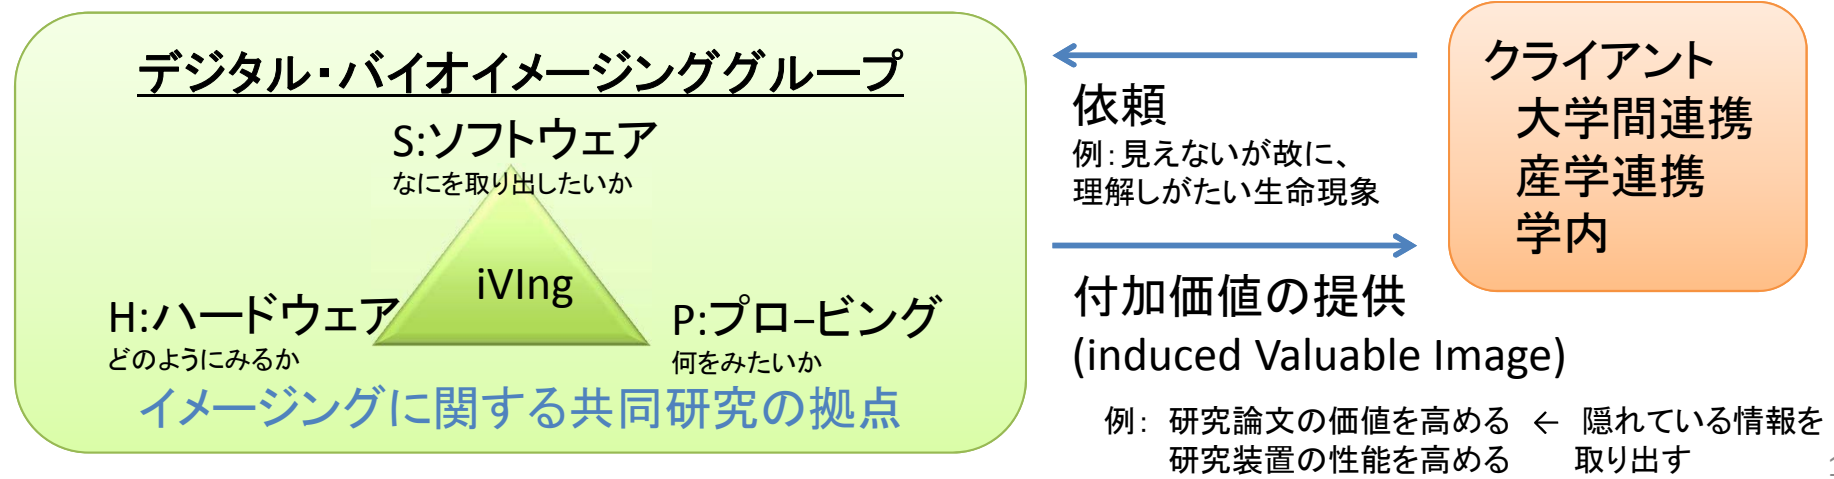 デジタル・バイオイメージンググループ
S:ソフトウェア
なにを取り出したいか
iVIng
H:ハードウェア
どのようにみるか
P:プロービング
何をみたいか
イメージングに関する共同研究の拠点
依頼
例：見えないが故に、
理解しがたい生命現象
付加価値の提供
(induced Valuable Image)
例： 研究論文の価値を高める ← 隠れている情報を
研究装置の性能を高める 取り出す
クライアント
大学間連携
産学連携
学内